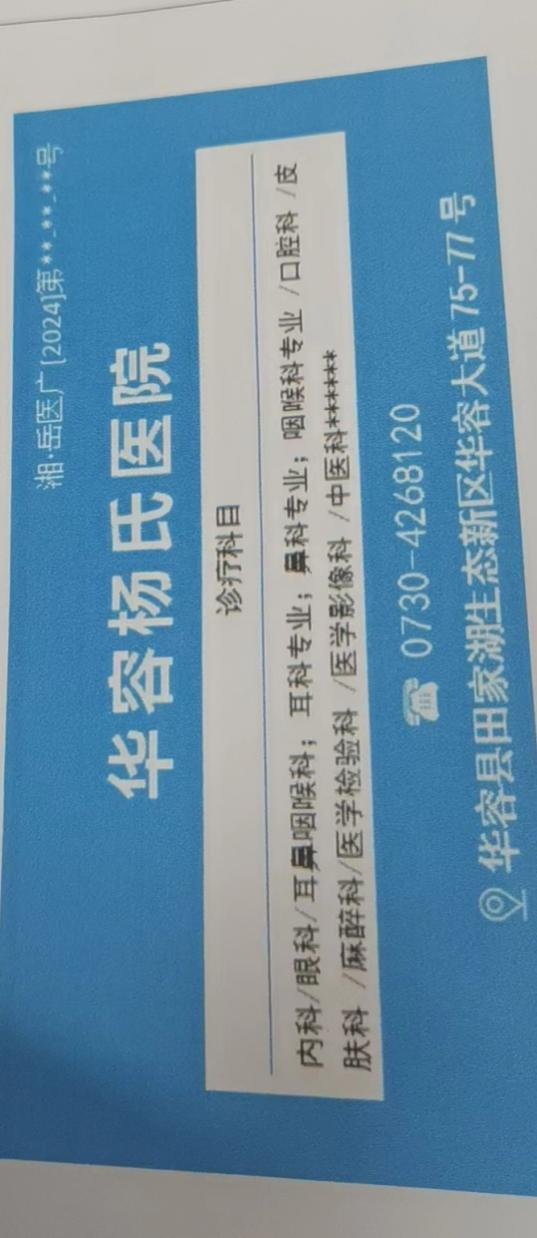 湘·岳医广[2024]第**-**-**号
华容杨氏医院
诊疗科目
内科/眼科/耳鼻咽喉科；耳科专业；鼻科专业；咽喉科专业 /口腔科 /皮
肤科 /麻醉科/医学检验科 /医学影像科 /中医科******
0730-4268120
华容县田家湖生态新区华容大道75-77号